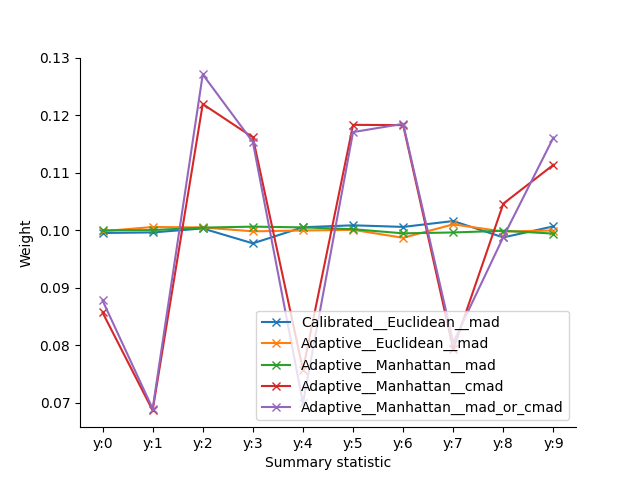 0.13
0.12
0.11
0.10
0.09
0.08
0.07
Weight
Calibrated__Euclidean__mad
Adaptive__Euclidean__mad
Adaptive__Manhattan__mad
Adaptive__Manhattan__cmad
Adaptive__Manhattan__mad_or_cmad
y:0 y:1 y:2 y:3 y:4 y:5 y:6 y:7 y:8 y:9
Summary statistic